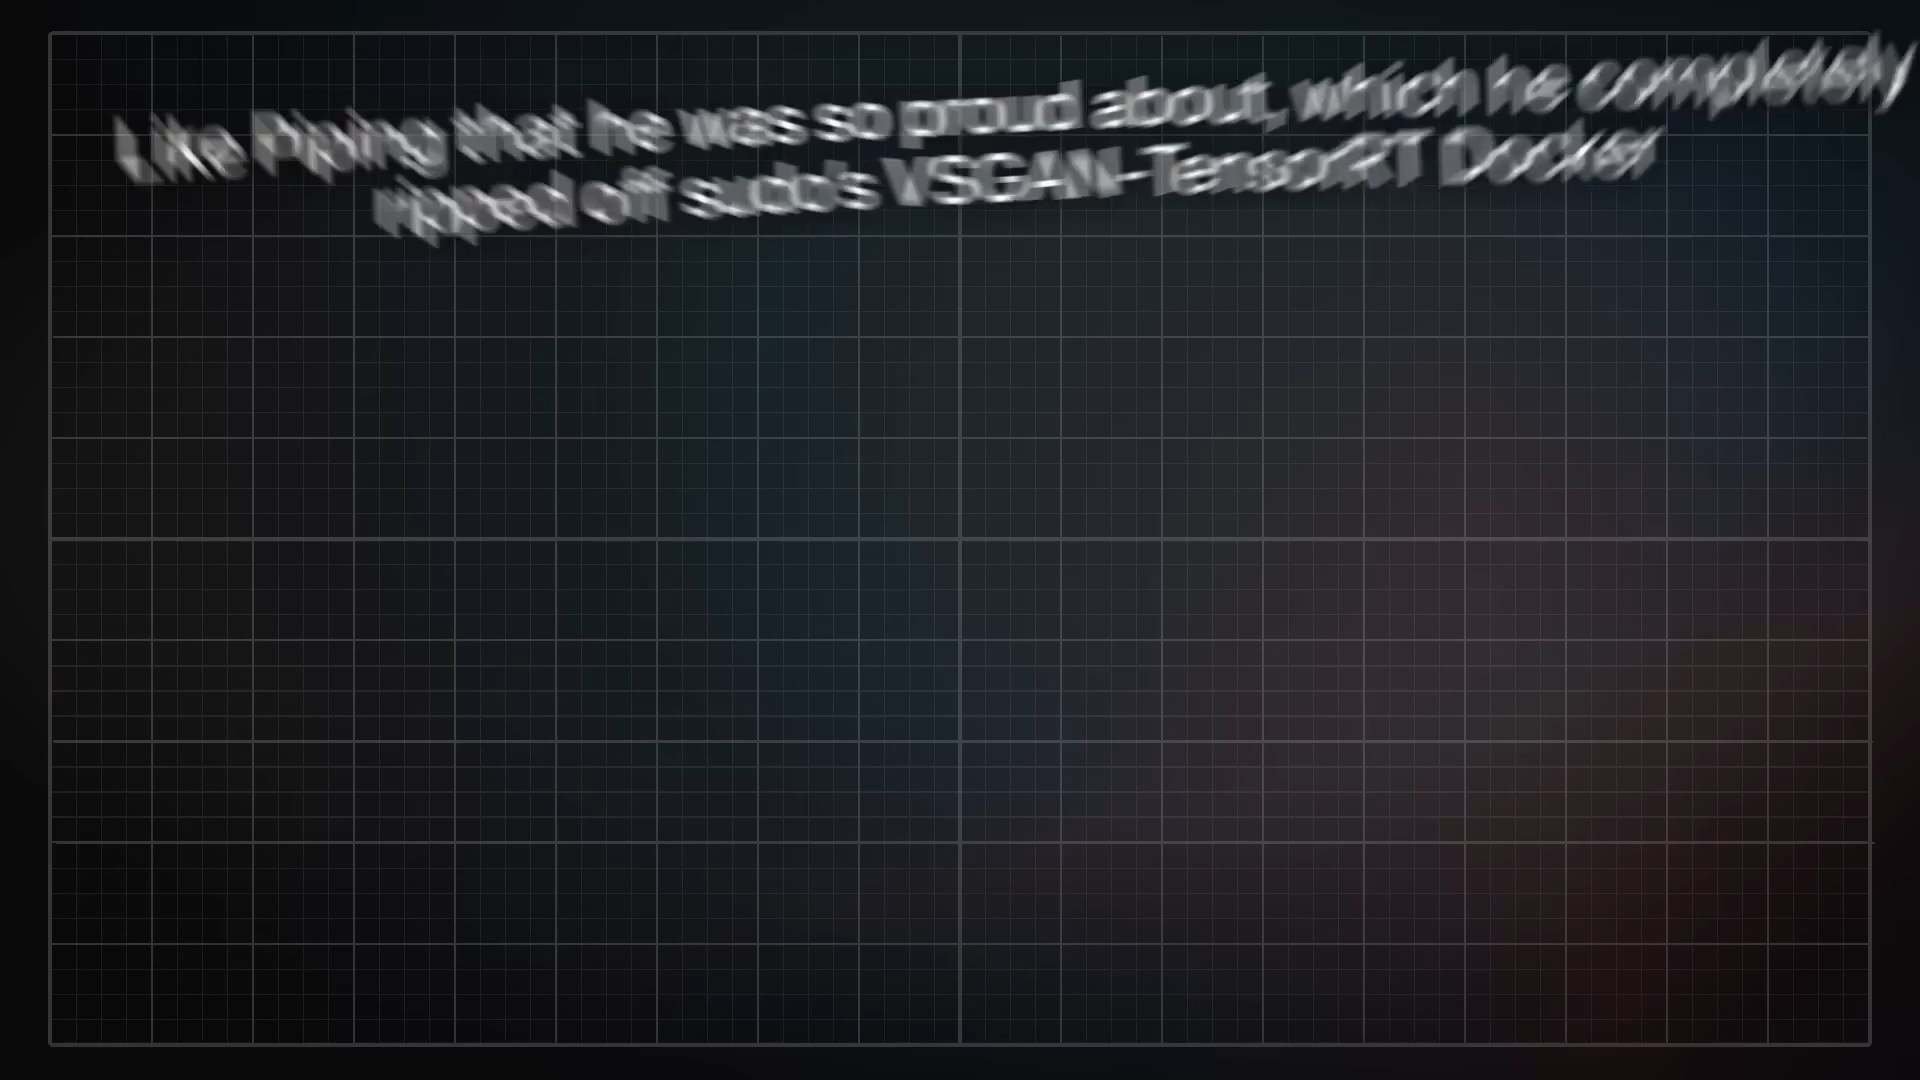 Like Piping that he was so proud about, which he completely
ripped off sudo's VSGAN-TensorRT Docker